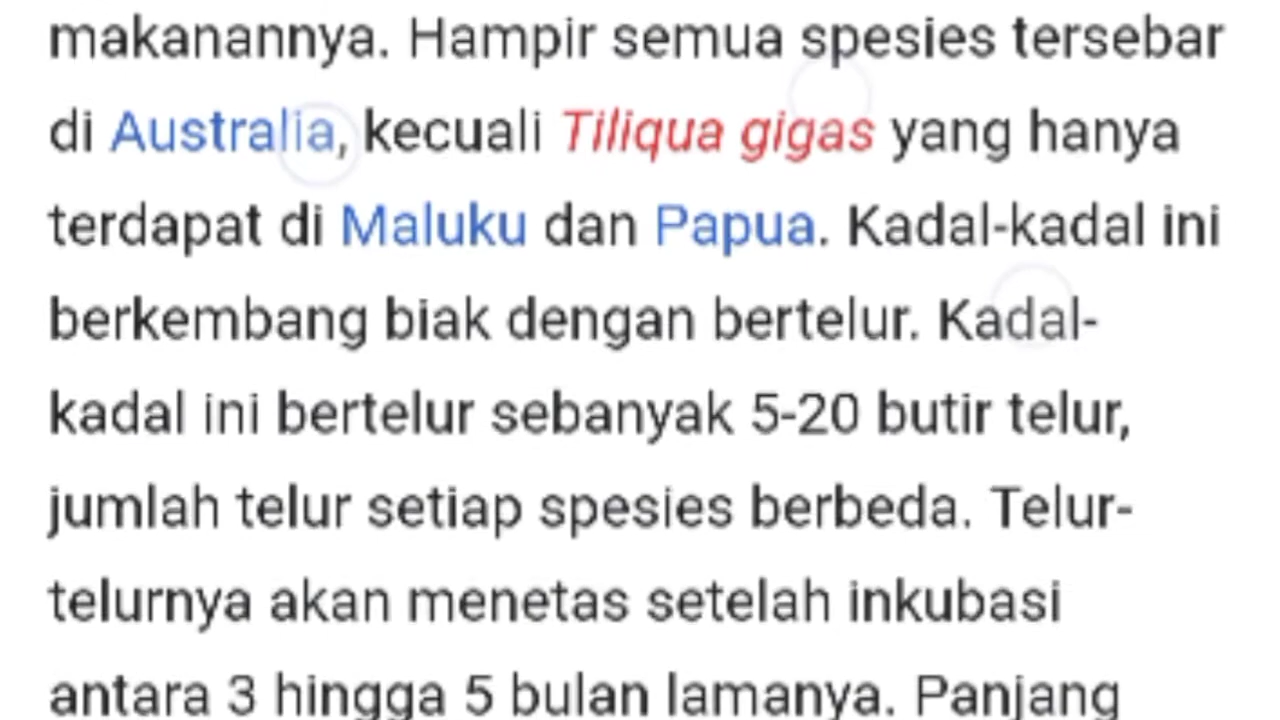 makanannya. Hampir semua spesies tersebar
di Australia, kecuali Tiliqua gigas yang hanya
terdapat di Maluku dan Papua. Kadal-kadal ini
berkembang biak dengan bertelur. Kadal-
kadal ini bertelur sebanyak 5-20 butir telur,
jumlah telur setiap spesies berbeda. Telur-
telurnya akan menetas setelah inkubasi
antara 3 hingga 5 bulan lamanya. Panjang